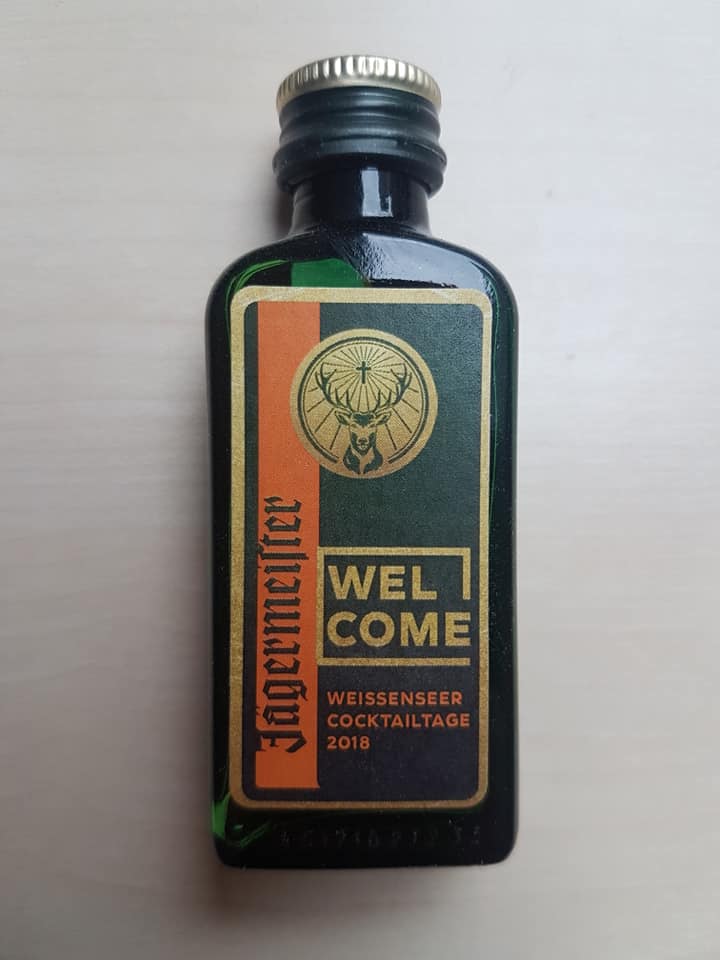 Jägermeiſter
WEL
COME
WEISSENSEER
COCKTAILTAGE
2018